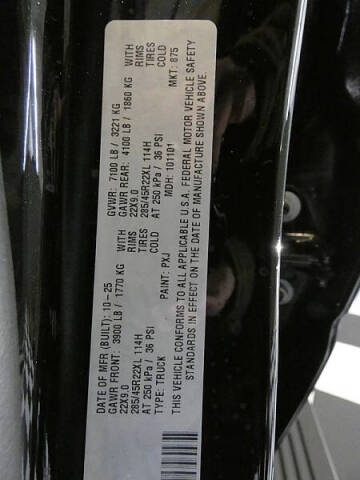 DATE OF MFR (BUILT): 10-25 GVWR: 7100 LB / 3221 KG
GAWR FRONT: 3900 LB / 1770 KG WITH GAWR REAR: 4100 LB / 1860 KG WITH
22X9.0 RIMS 22X9.0 RIMS
285/45R22XL 114H TIRES 285/45R22XL 114H TIRES
AT 250 kPa / 36 PSI COLD AT 250 kPa / 36 PSI COLD
TYPE: TRUCK PAINT: PXJ MDH: 101101 MKT: 875
THIS VEHICLE CONFORMS TO ALL APPLICABLE U.S.A. FEDERAL MOTOR VEHICLE SAFETY
STANDARDS IN EFFECT ON THE DATE OF MANUFACTURE SHOWN ABOVE.